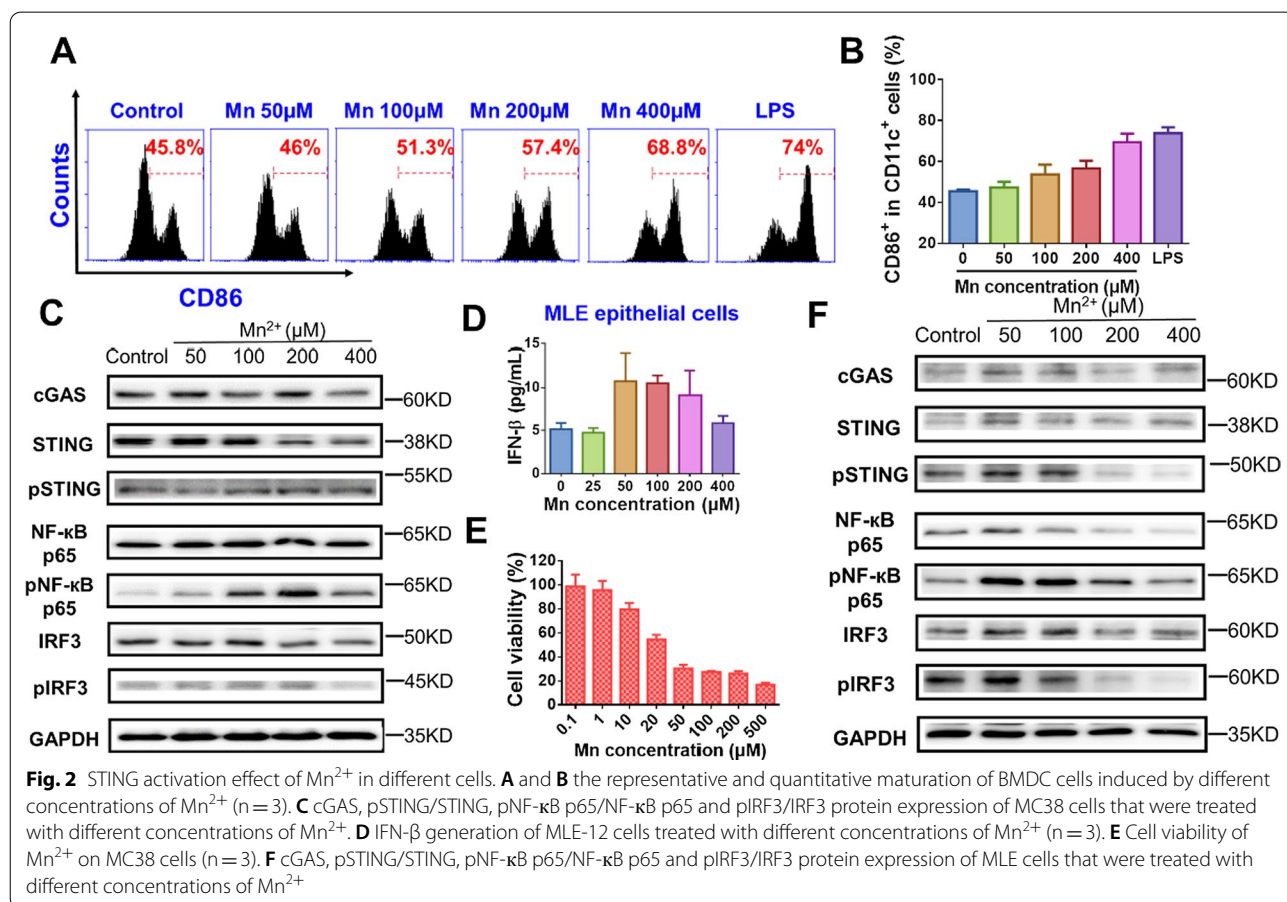 A
Control Mn 50μM Mn 100μM Mn 200μM Mn 400μM LPS
45.8% 46% 51.3% 57.4% 68.8% 74%
Counts
CD86
B
CD86+ in CD11c+ cells (%)
100
80
60
40
20
0 50 100 200 400 LPS
Mn concentration (μM)
C
Mn2+ (μM)
Control 50 100 200 400
cGAS 60KD
STING 38KD
pSTING 55KD
NF-κB p65 65KD
pNF-κB p65 65KD
IRF3 50KD
pIRF3 45KD
GAPDH 35KD
D
MLE epithelial cells
IFN-β (pg/mL)
15
10
5
0
0 25 50 100 200 400
Mn concentration (μM)
E
Cell viability (%)
120
100
80
60
40
20
0
0.1 1 10 20 50 100 200 500
Mn concentration (μM)
F
Mn2+ (μM)
Control 50 100 200 400
cGAS 60KD
STING 38KD
pSTING 50KD
NF-κB p65 65KD
pNF-κB p65 65KD
IRF3 60KD
pIRF3 60KD
GAPDH 35KD
Fig. 2 STING activation effect of Mn2+ in different cells. A and B the representative and quantitative maturation of BMDC cells induced by different
concentrations of Mn2+ (n = 3). C cGAS, pSTING/STING, pNF-κB p65/NF-κB p65 and pIRF3/IRF3 protein expression of MC38 cells that were treated
with different concentrations of Mn2+. D IFN-β generation of MLE-12 cells treated with different concentrations of Mn2+ (n = 3). E Cell viability of
Mn2+ on MC38 cells (n = 3). F cGAS, pSTING/STING, pNF-κB p65/NF-κB p65 and pIRF3/IRF3 protein expression of MLE cells that were treated with
different concentrations of Mn2+